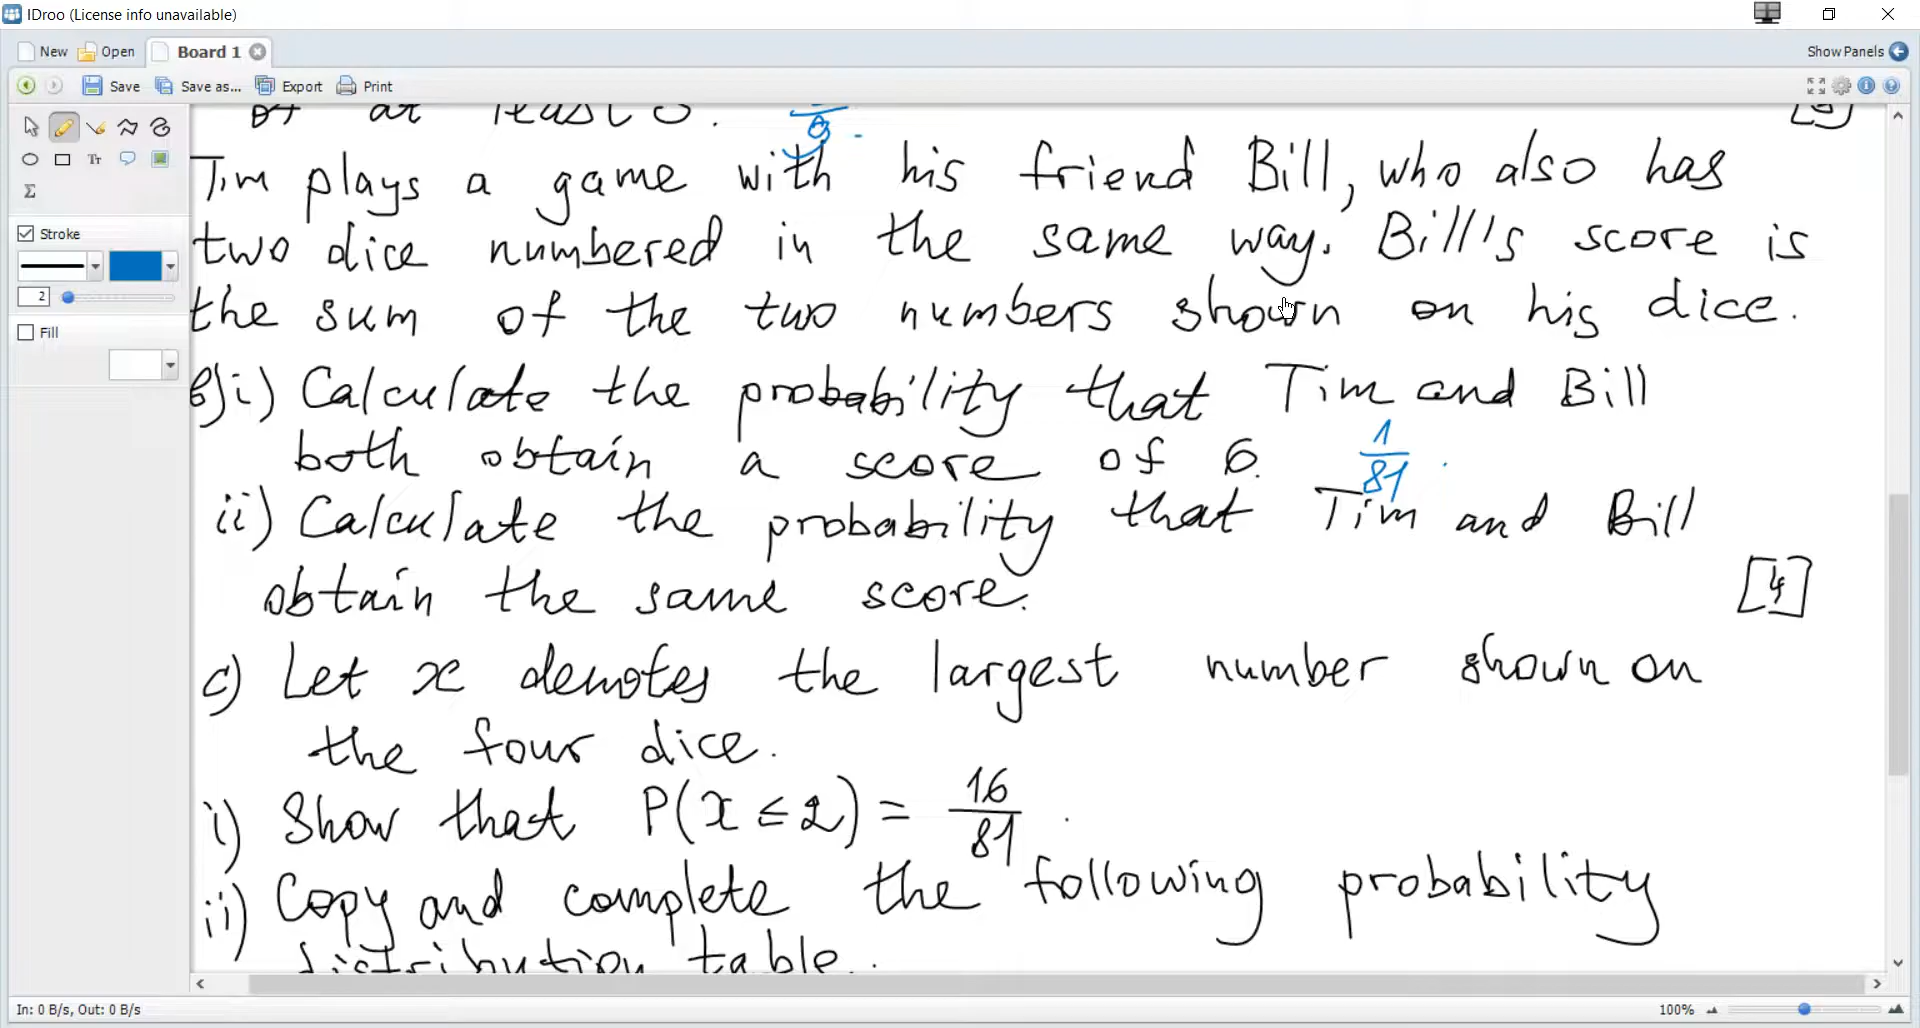 IDroo (License info unavailable)
New Open Board 1 Show Panels
Save Save as... Export Print
of at least
Tim plays a game with his friend Bill, who also has
Stroke
two dice numbered in the same way. Bill's score is
2
the sum of the two numbers shown on his dice.
Fill
b) i) Calculate the probability that Tim and Bill
both obtain a score of 6. 1/81.
ii) Calculate the probability that Tim and Bill
obtain the same score. [4]
c) Let x denotes the largest number shown on
the four dice.
i) Show that P(x ≤ 2) = 16/81.
ii) Copy and complete the following probability
distribution table.
In: 0 B/s, Out: 0 B/s 100%